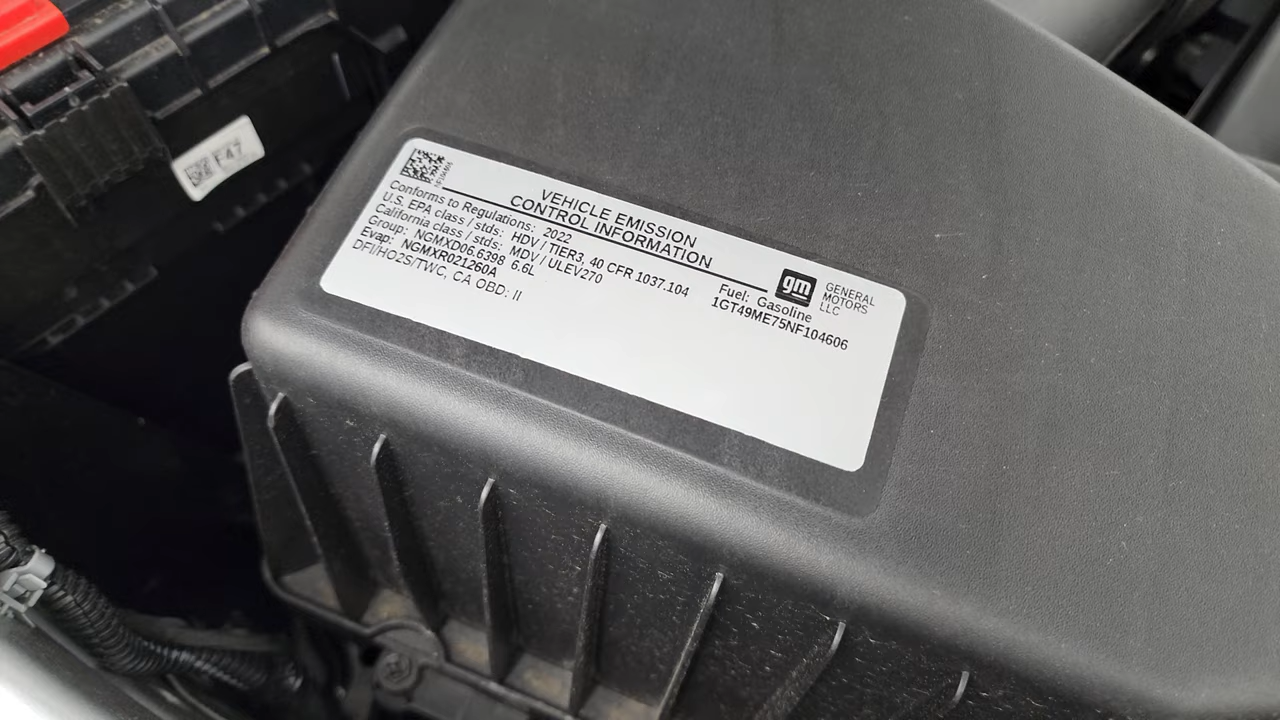 F47
NF104606
VEHICLE EMISSION
CONTROL INFORMATION
Conforms to Regulations: 2022
U.S. EPA class / stds: HDV / TIER3, 40 CFR 1037.104
California class / stds: MDV / ULEV270
Group: NGMXD06.6398 6.6L
Evap: NGMXR021260A
DFI/HO2S/TWC, CA OBD: II
Fuel: Gasoline
1GT49ME75NF104606
gm
GENERAL
MOTORS
LLC